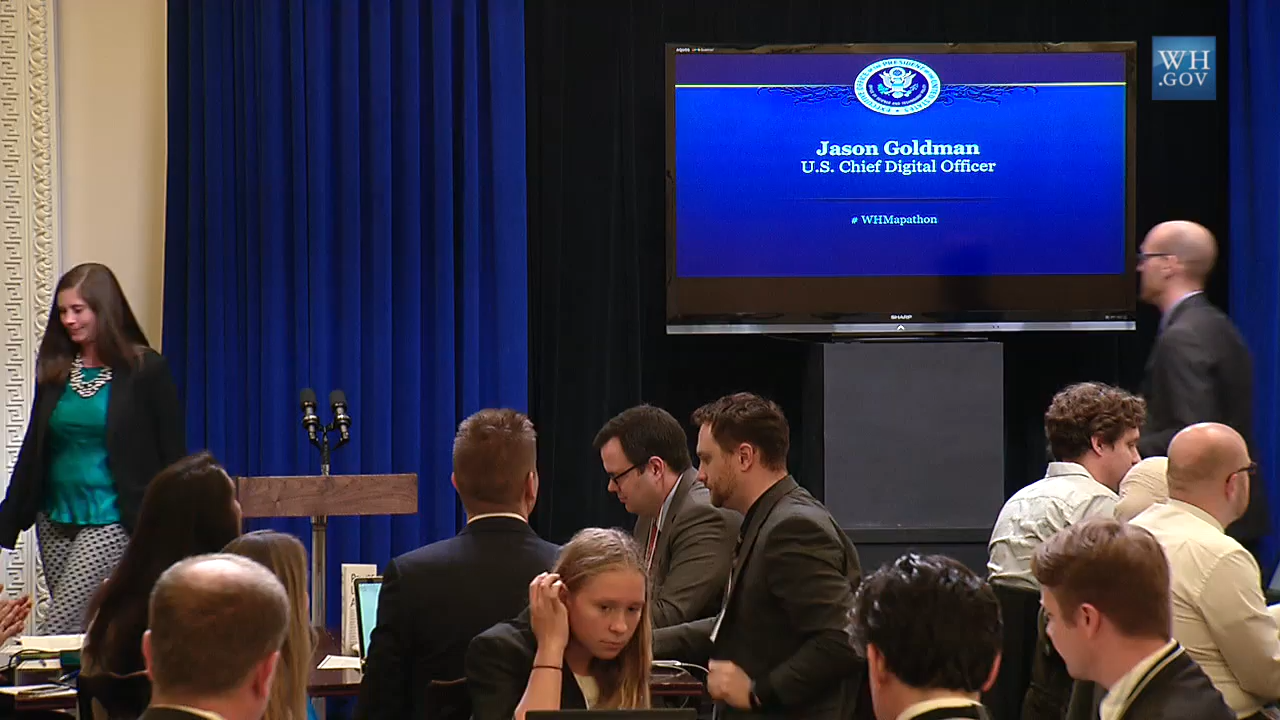 WH
.GOV
Jason Goldman
U.S. Chief Digital Officer
# WHMapathon
SHARP